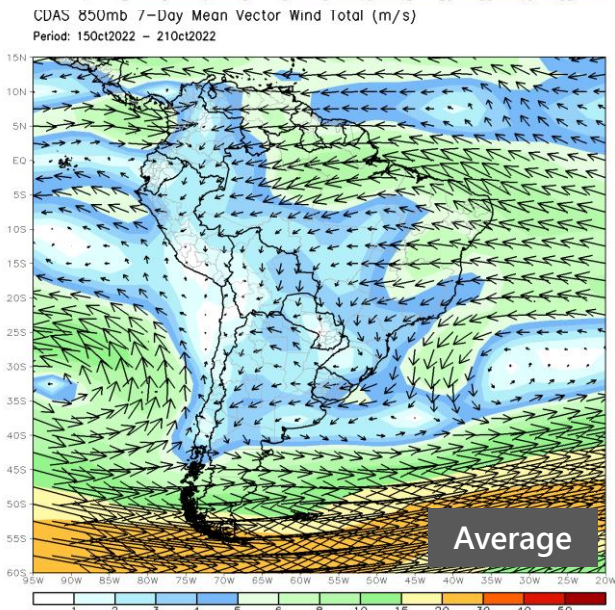 CDAS 850mb 7-Day Mean Vector Wind Total (m/s)
Period: 15Oct2022 - 21Oct2022
15N
10N
5N
EQ
5S
10S
15S
20S
25S
30S
35S
40S
45S
50S
55S
60S
Average
95W 90W 85W 80W 75W 70W 65W 60W 55W 50W 45W 40W 35W 30W 25W 20W
1 2 3 4 5 6 8 10 15 20 30 40 50